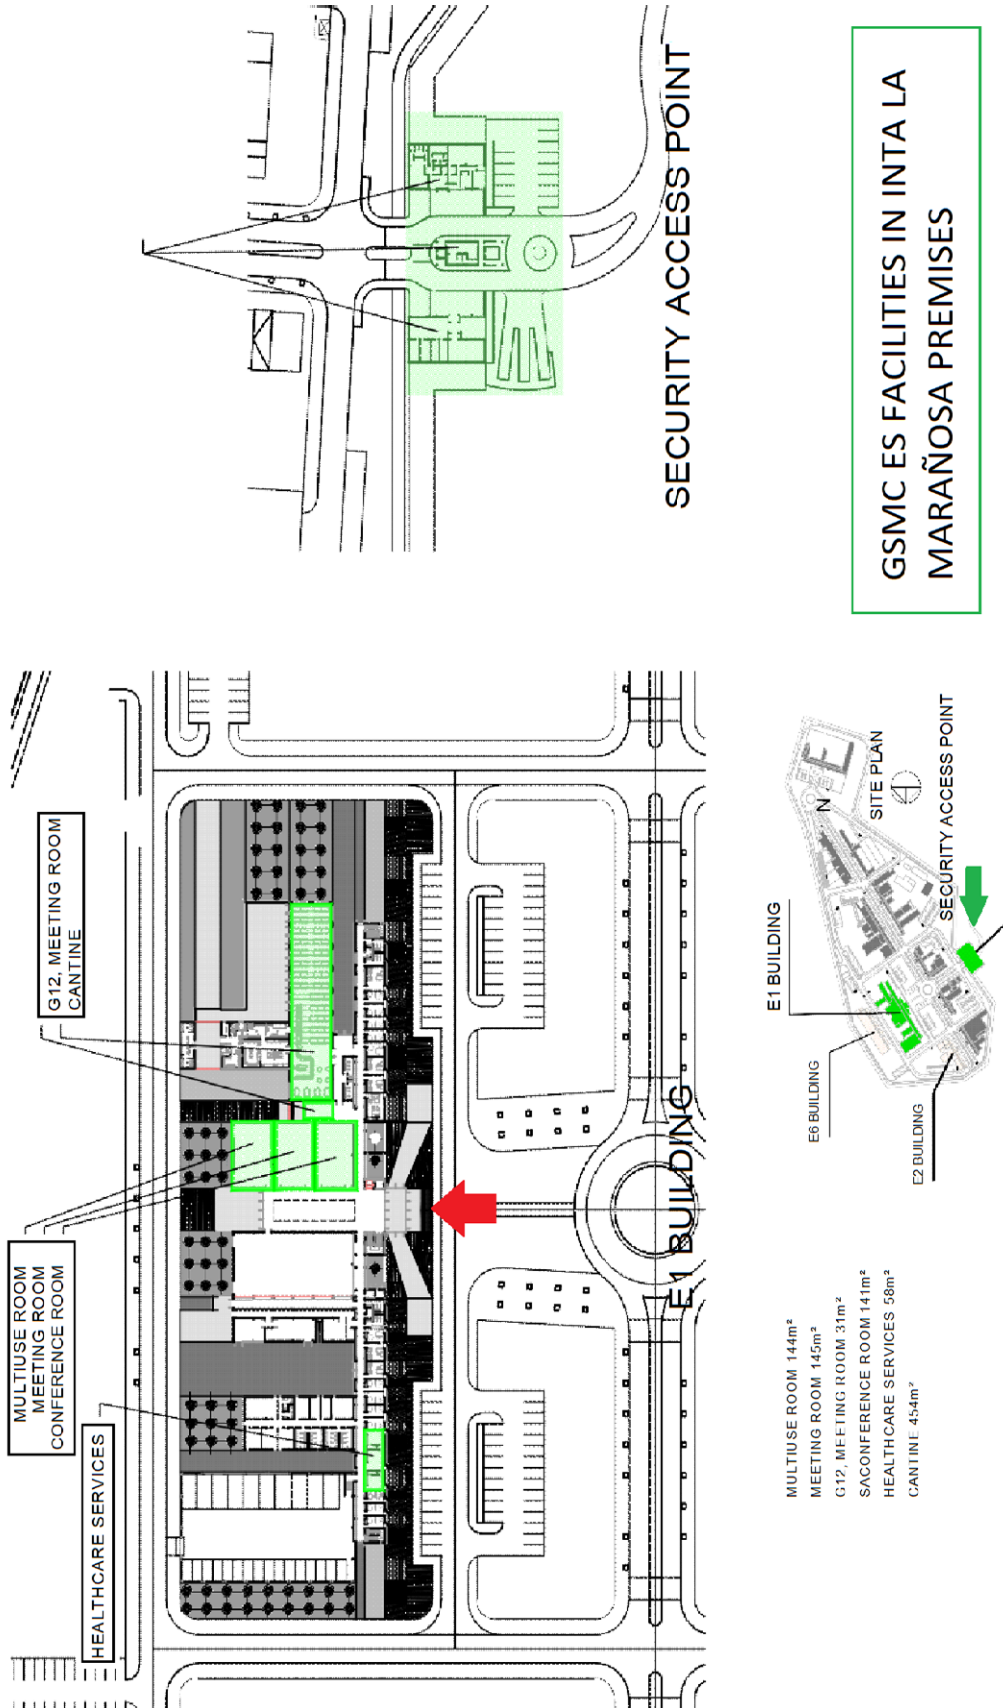 SECURITY ACCESS POINT
GSMC ES FACILITIES IN INTA LA
MARAÑOSA PREMISES
HEALTHCARE SERVICES
MULTIUSE ROOM
MEETING ROOM
CONFERENCE ROOM
G12, MEETING ROOM
CANTINE
E1 BUILDING
MULTIUSE ROOM 144m²
MEETING ROOM 145m²
G12, MEETING ROOM 31m²
SACONFERENCE ROOM 141m²
HEALTHCARE SERVICES 58m²
CANTINE 454m²
E6 BUILDING
E2 BUILDING
E1 BUILDING
N
SITE PLAN
SECURITY ACCESS POINT